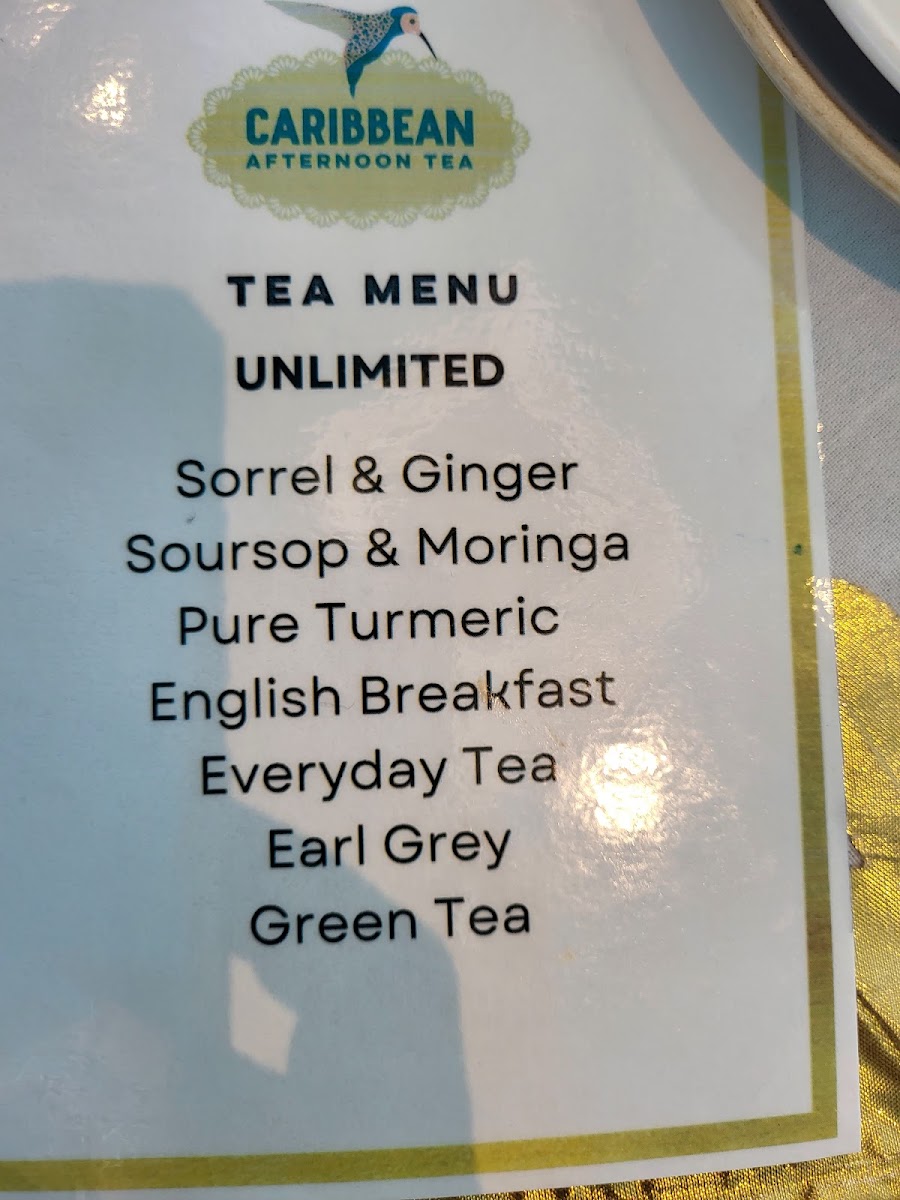 CARIBBEAN
AFTERNOON TEA
TEA MENU
UNLIMITED
Sorrel & Ginger
Soursop & Moringa
Pure Turmeric
English Breakfast
Everyday Tea
Earl Grey
Green Tea